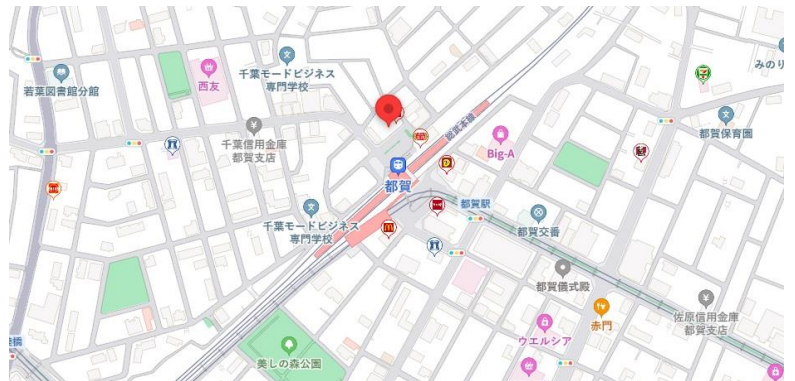 みのり
千葉モードビジネス
専門学校
若葉図書館分館
西友
千葉信用金庫
都賀支店
総武本線
Big-A
都賀保育園
都賀
都賀駅
千葉モードビジネス
専門学校
都賀交番
都賀儀式殿
佐原信用金庫
都賀支店
赤門
ウエルシア
美しの森公園
橋